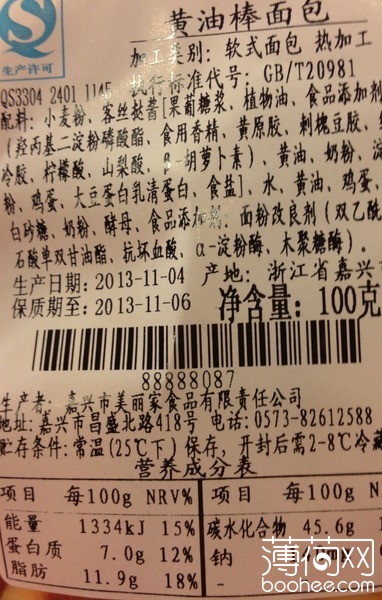 黄油棒面包
生产许可
加工类别: 软式面包 热加工
执行标准代号: GB/T20981
QS3304 2401 1145
配料: 小麦粉、客丝挞酱[果葡糖浆、植物油、食品添加剂
(羟丙基二淀粉磷酸酯、食用香精、黄原胶、刺槐豆胶、
冷胶、柠檬酸、山梨酸、β-胡萝卜素)、黄油、奶粉、淀
粉、鸡蛋、大豆蛋白乳清蛋白、食盐]、水、黄油、鸡蛋、
白砂糖、奶粉、酵母、食品添加剂: 面粉改良剂(双乙酰
石酸单双甘油酯、抗坏血酸、α-淀粉酶、木聚糖酶)。
生产日期: 2013-11-04 产地: 浙江省嘉兴
保质期至: 2013-11-06 净含量: 100克
88888087
生产者: 嘉兴市美丽家食品有限责任公司
地址: 嘉兴市昌盛北路418号 电话: 0573-82612588
贮存条件: 常温(25℃下)保存, 开封后需2-8℃冷藏
营养成分表
项目 每100g NRV% 项目 每100g N
能量 1334kJ 15% 碳水化合物 45.6g
蛋白质 7.0g 12% 钠
脂肪 11.9g 18% -
薄荷网
boohee.com